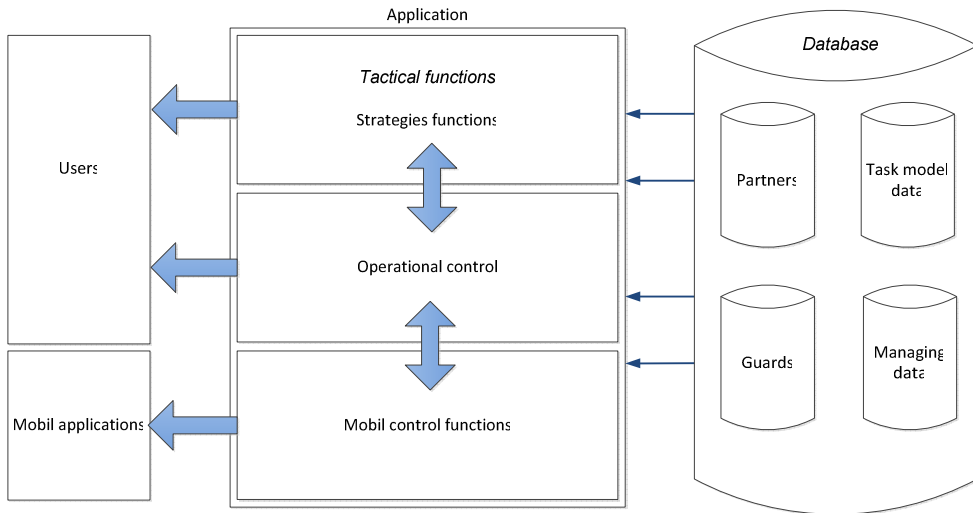 Application
Users
Mobil applications
Tactical functions
Strategies functions
Operational control
Mobil control functions
Database
Partners
Task model
data
Guards
Managing
data